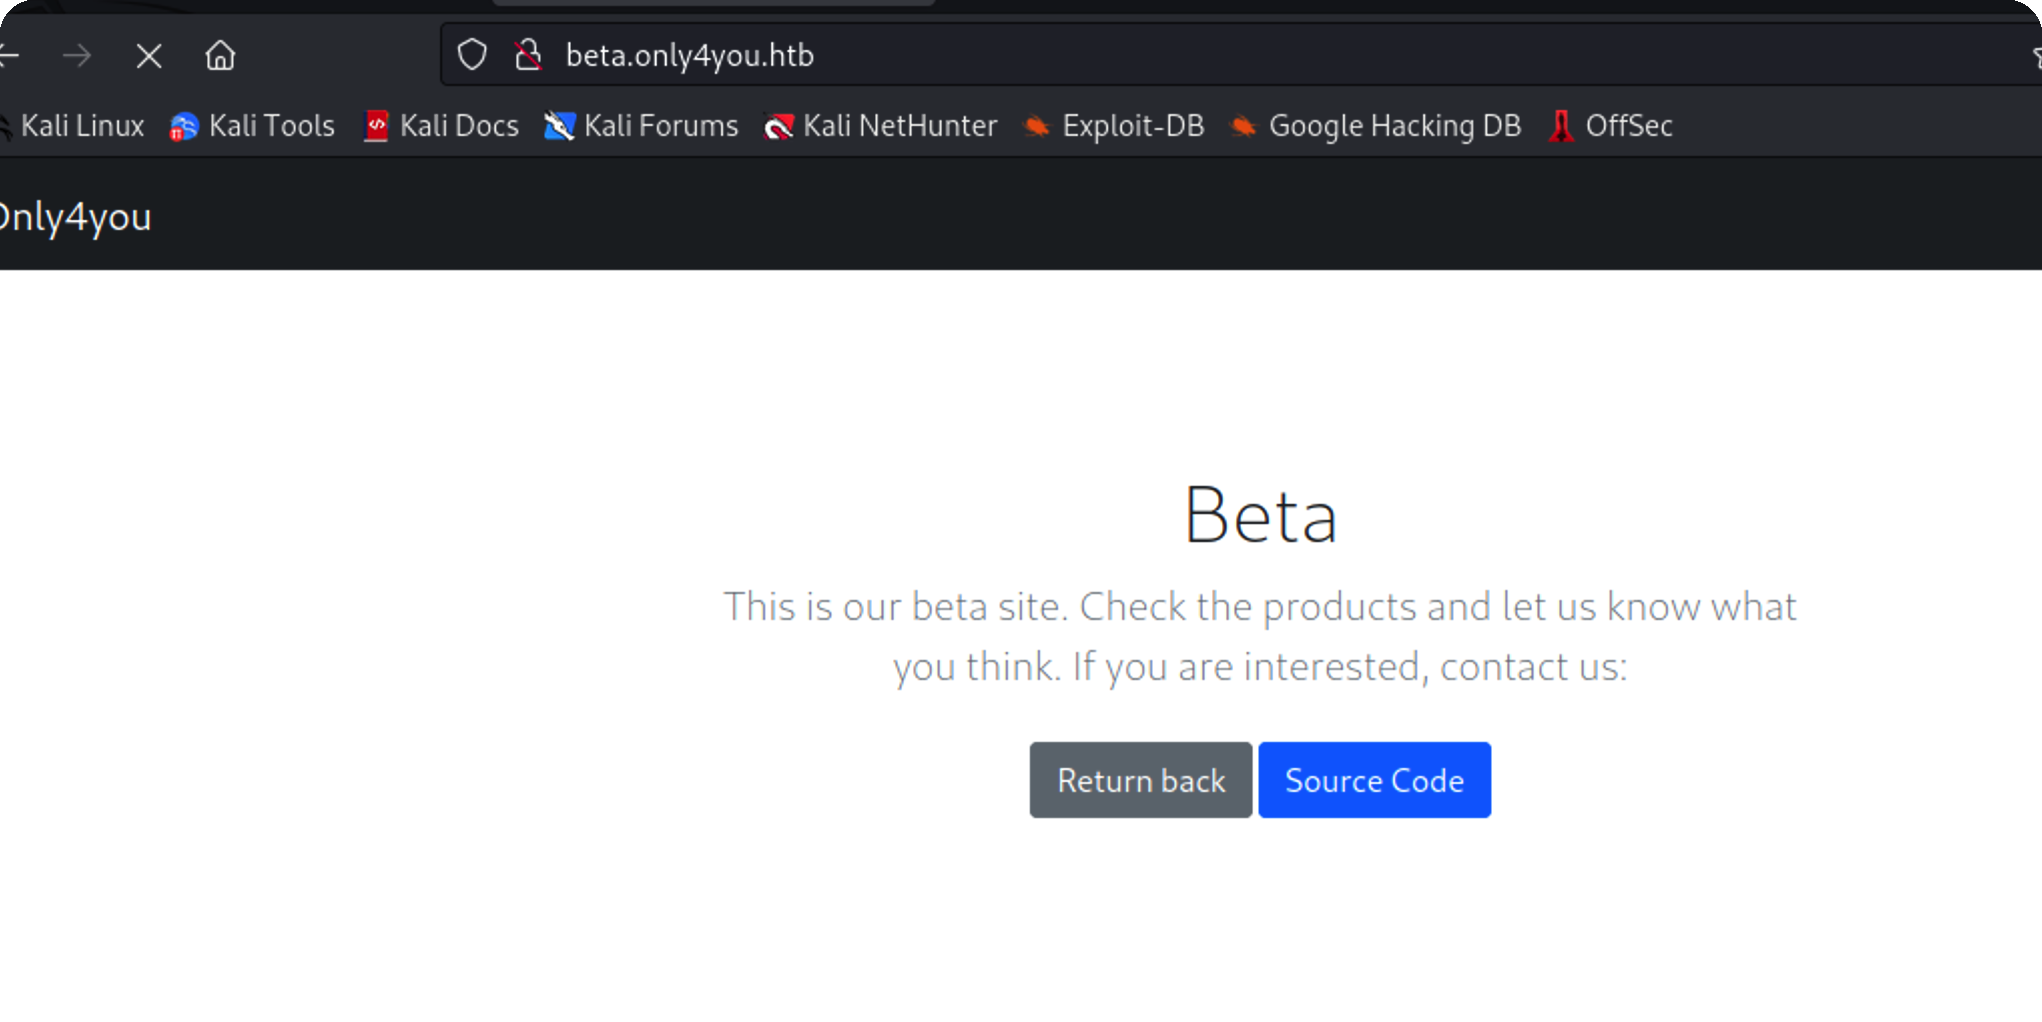 beta.only4you.htb
Kali Linux Kali Tools Kali Docs Kali Forums Kali NetHunter Exploit-DB Google Hacking DB OffSec
Only4you
Beta
This is our beta site. Check the products and let us know what
you think. If you are interested, contact us:
Return back Source Code